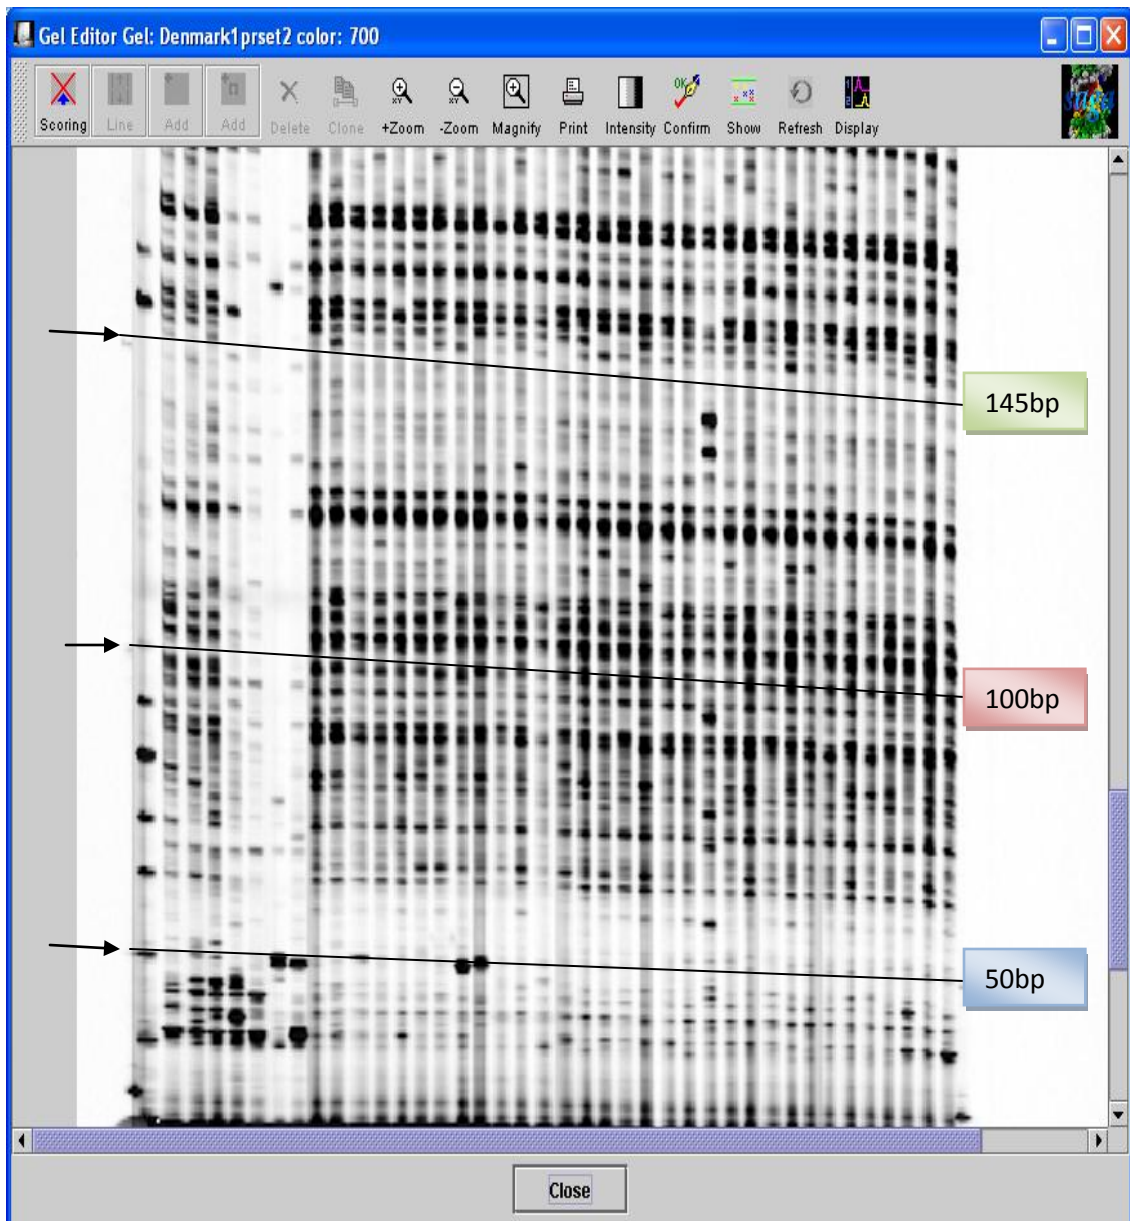 Gel Editor Gel: Denmark1prset2 color: 700
Scoring Line Add Add Delete Clone +Zoom -Zoom Magnify Print Intensity Confirm Show Refresh Display
145bp
100bp
50bp
Close